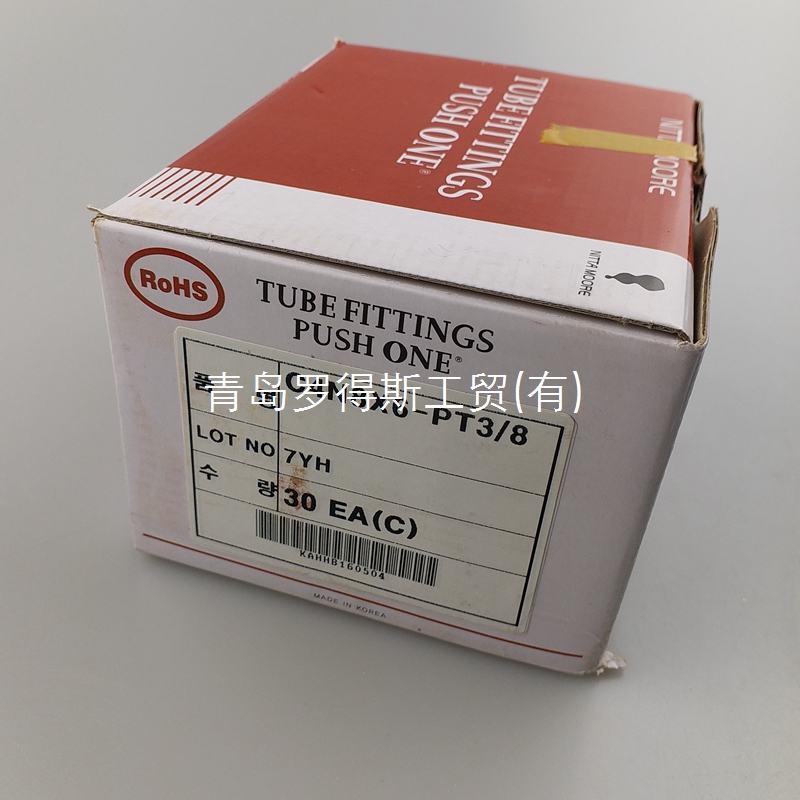 TUBE FITTINGS
PUSH ONE®
NITTA MOORE
NITTA MOORE
RoHS
TUBE FITTINGS
PUSH ONE®
青岛罗得斯工贸(有)
품
-PT3/8
LOT NO 7YH
수 량 30 EA(C)
KAHHB160504
MADE IN KOREA